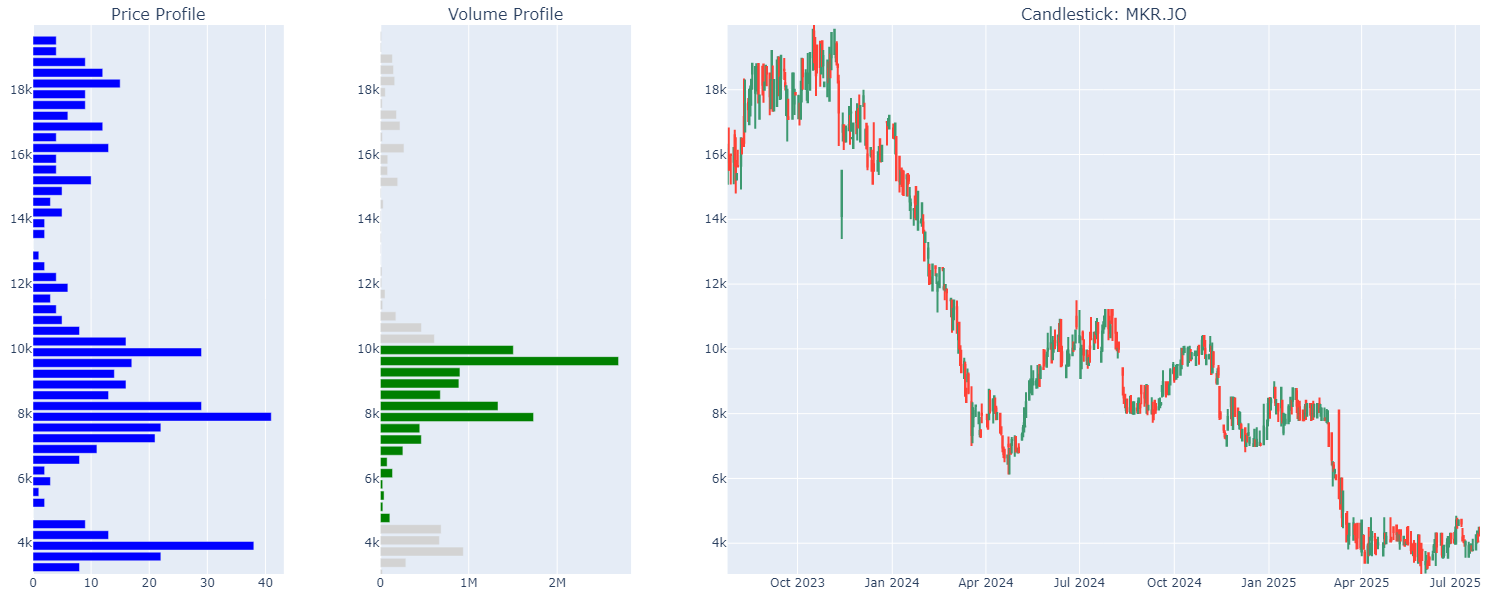 Price Profile
Volume Profile
Candlestick: MKR.JO
18k
16k
14k
12k
10k
8k
6k
4k
0
10
20
30
40
18k
16k
14k
12k
10k
8k
6k
4k
0
1M
2M
18k
16k
14k
12k
10k
8k
6k
4k
Oct 2023
Jan 2024
Apr 2024
Jul 2024
Oct 2024
Jan 2025
Apr 2025
Jul 2025